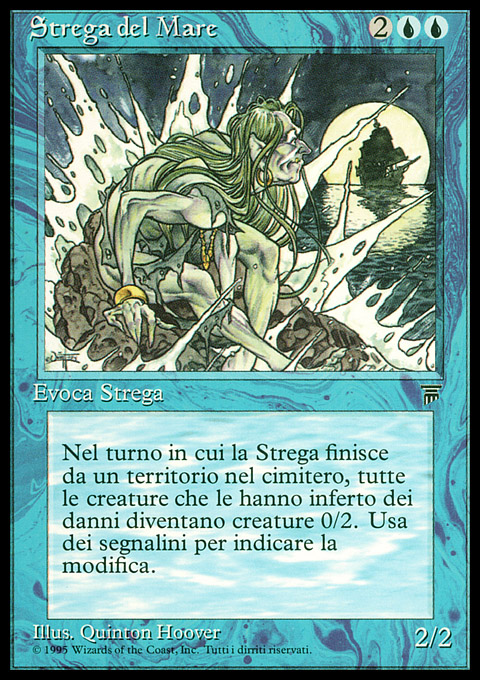 Strega del Mare 2
Evoca Strega
Nel turno in cui la Strega finisce
da un territorio nel cimitero, tutte
le creature che le hanno inferto dei
danni diventano creature 0/2. Usa
dei segnalini per indicare la
modifica.
Illus. Quinton Hoover
2/2
© 1995 Wizards of the Coast, Inc. Tutti i dirriti riservati.